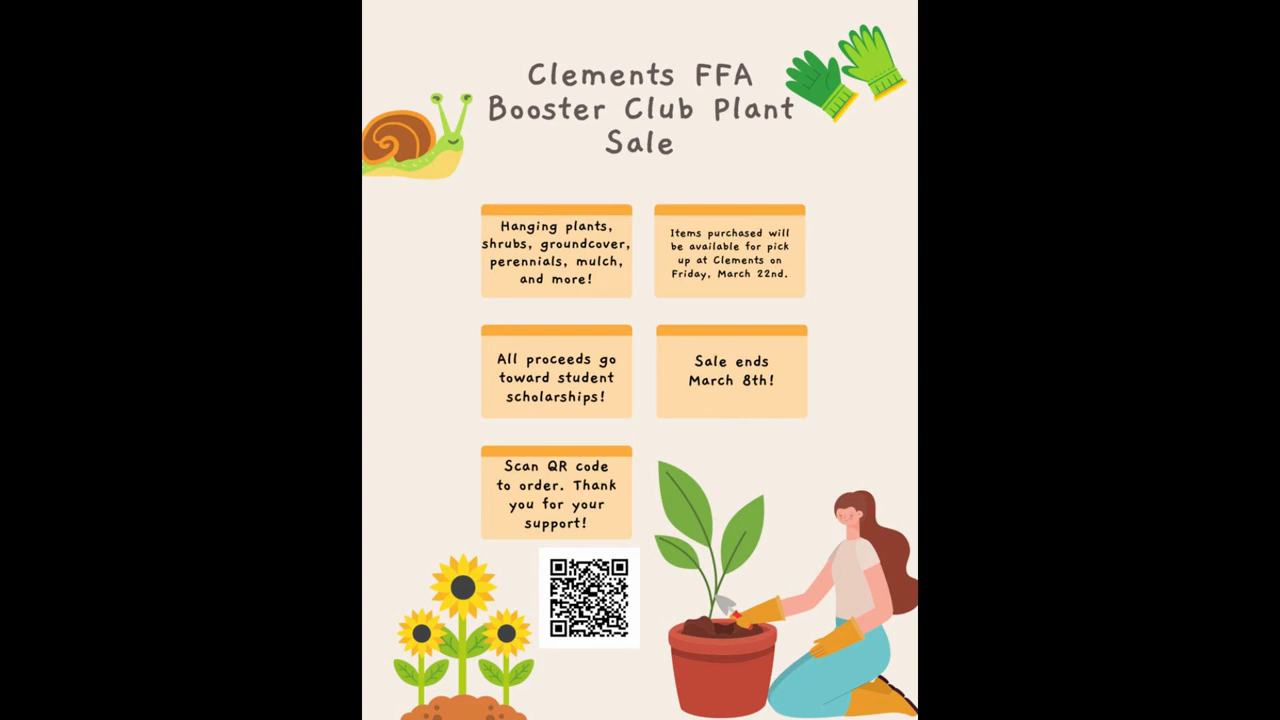 Clements FFA
Booster Club Plant
Sale
Hanging plants,
shrubs, groundcover,
perennials, mulch,
and more!
Items purchased will
be available for pick
up at Clements on
Friday, March 22nd.
All proceeds go
toward student
scholarships!
Sale ends
March 8th!
Scan QR code
to order. Thank
you for your
support!